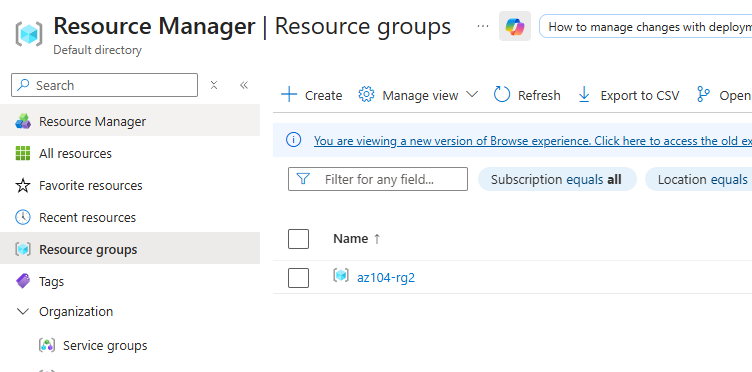 Resource Manager | Resource groups ... How to manage changes with deploym
Default directory
Search
Resource Manager
All resources
Favorite resources
Recent resources
Resource groups
Tags
Organization
Service groups
Create Manage view Refresh Export to CSV Open
You are viewing a new version of Browse experience. Click here to access the old ex
Filter for any field... Subscription equals all Location equals
Name ↑
az104-rg2